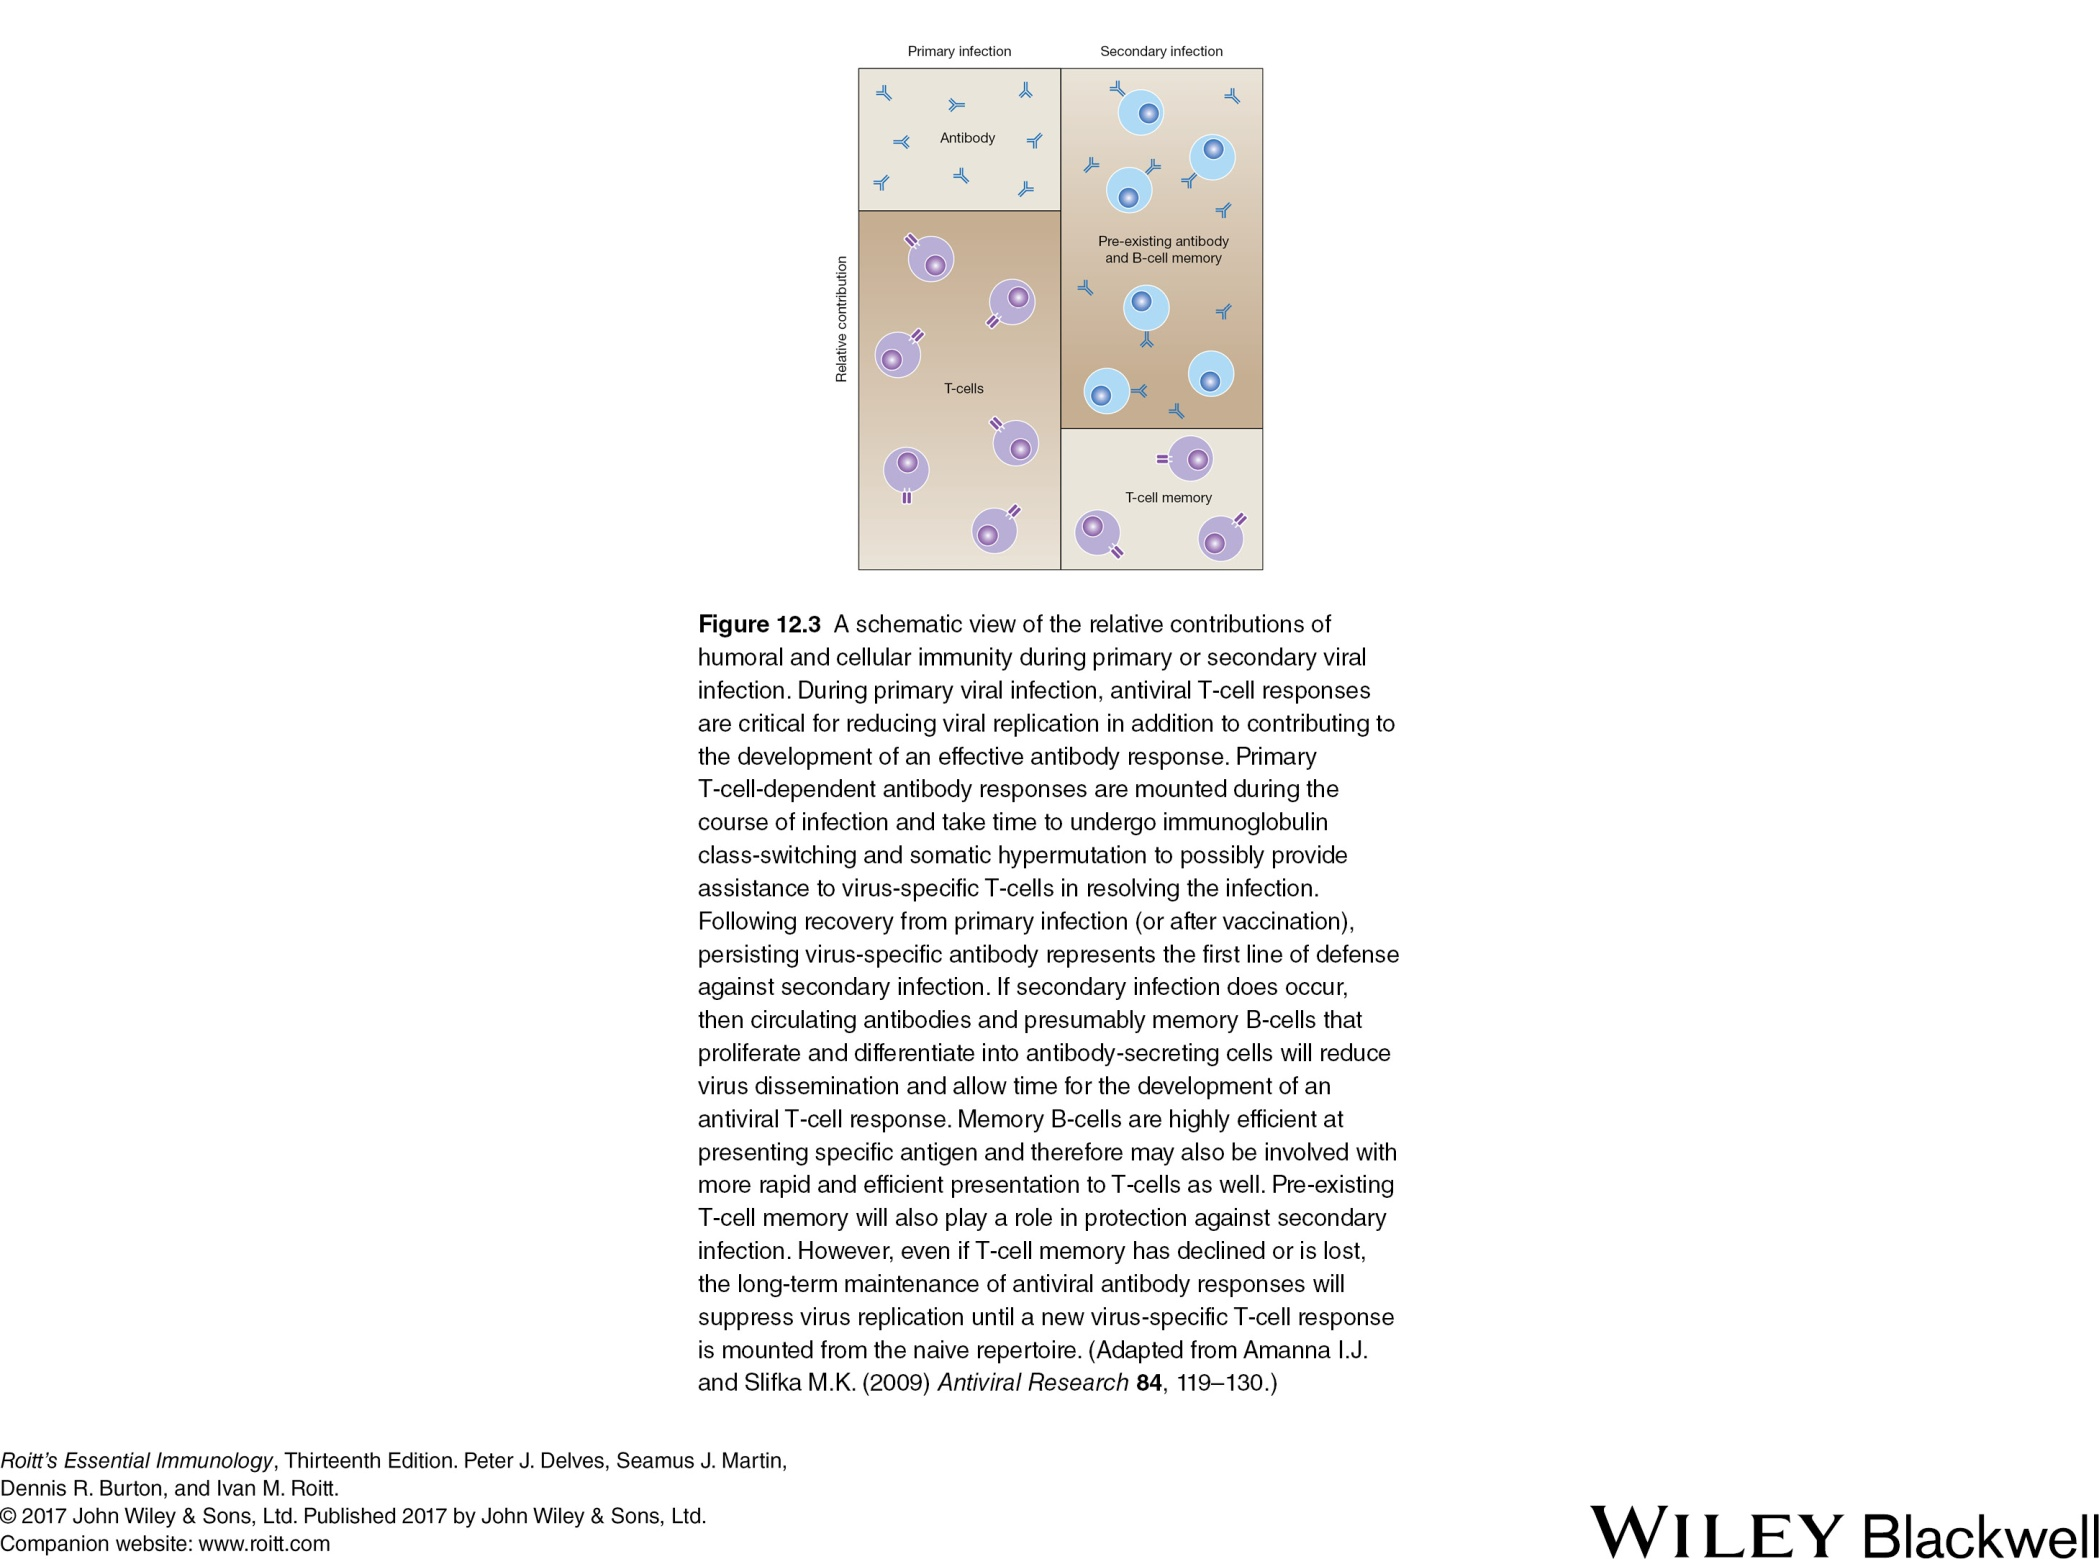 Primary infection
Secondary infection
Antibody
Pre-existing antibody
and B-cell memory
Relative contribution
T-cells
T-cell memory
Figure 12.3 A schematic view of the relative contributions of
humoral and cellular immunity during primary or secondary viral
infection. During primary viral infection, antiviral T-cell responses
are critical for reducing viral replication in addition to contributing to
the development of an effective antibody response. Primary
T-cell-dependent antibody responses are mounted during the
course of infection and take time to undergo immunoglobulin
class-switching and somatic hypermutation to possibly provide
assistance to virus-specific T-cells in resolving the infection.
Following recovery from primary infection (or after vaccination),
persisting virus-specific antibody represents the first line of defense
against secondary infection. If secondary infection does occur,
then circulating antibodies and presumably memory B-cells that
proliferate and differentiate into antibody-secreting cells will reduce
virus dissemination and allow time for the development of an
antiviral T-cell response. Memory B-cells are highly efficient at
presenting specific antigen and therefore may also be involved with
more rapid and efficient presentation to T-cells as well. Pre-existing
T-cell memory will also play a role in protection against secondary
infection. However, even if T-cell memory has declined or is lost,
the long-term maintenance of antiviral antibody responses will
suppress virus replication until a new virus-specific T-cell response
is mounted from the naive repertoire. (Adapted from Amanna I.J.
and Slifka M.K. (2009) Antiviral Research 84, 119–130.)
Roitt’s Essential Immunology, Thirteenth Edition. Peter J. Delves, Seamus J. Martin,
Dennis R. Burton, and Ivan M. Roitt.
© 2017 John Wiley & Sons, Ltd. Published 2017 by John Wiley & Sons, Ltd.
Companion website: www.roitt.com
WILEY Blackwell